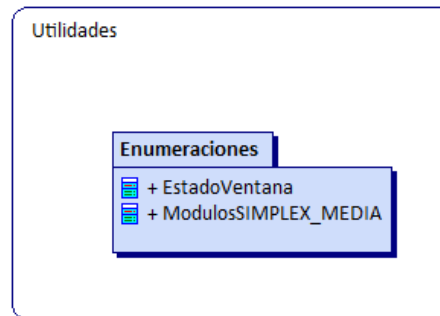 Utilidades
Enumeraciones
+ EstadoVentana
+ ModulosSIMPLEX_MEDIA